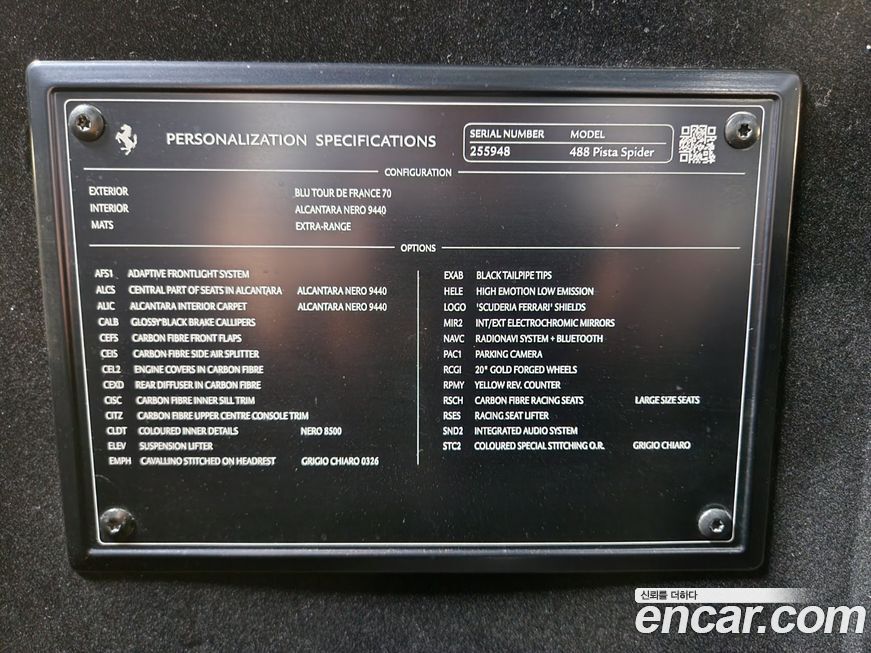 PERSONALIZATION SPECIFICATIONS
SERIAL NUMBER MODEL
255948 488 Pista Spider
CONFIGURATION
EXTERIOR BLU TOUR DE FRANCE 70
INTERIOR ALCANTARA NERO 9440
MATS EXTRA-RANGE
OPTIONS
AFS1 ADAPTIVE FRONTLIGHT SYSTEM
ALCS CENTRAL PART OF SEATS IN ALCANTARA ALCANTARA NERO 9440
ALIC ALCANTARA INTERIOR CARPET ALCANTARA NERO 9440
CALB GLOSSY BLACK BRAKE CALLIPERS
CEFS CARBON FIBRE FRONT FLAPS
CEIS CARBON FIBRE SIDE AIR SPLITTER
CEL2 ENGINE COVERS IN CARBON FIBRE
CEXD REAR DIFFUSER IN CARBON FIBRE
CISC CARBON FIBRE INNER SILL TRIM
CITZ CARBON FIBRE UPPER CENTRE CONSOLE TRIM
CLDT COLOURED INNER DETAILS NERO 8500
ELEV SUSPENSION LIFTER
EMPH CAVALLINO STITCHED ON HEADREST GRIGIO CHIARO 0326
EXAB BLACK TAILPIPE TIPS
HELE HIGH EMOTION LOW EMISSION
LOGO 'SCUDERIA FERRARI' SHIELDS
MIR2 INT/EXT ELECTROCHROMIC MIRRORS
NAVC RADIONAVI SYSTEM + BLUETOOTH
PAC1 PARKING CAMERA
RCGI 20" GOLD FORGED WHEELS
RPMY YELLOW REV. COUNTER
RSCH CARBON FIBRE RACING SEATS LARGE SIZE SEATS
RSES RACING SEAT LIFTER
SND2 INTEGRATED AUDIO SYSTEM
STC2 COLOURED SPECIAL STITCHING O.R. GRIGIO CHIARO
신뢰를 더하다
encar.com